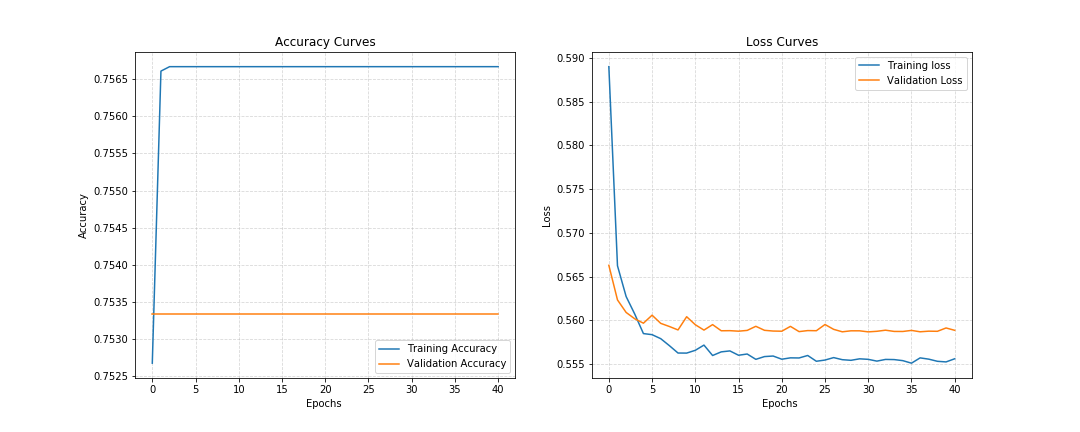 Accuracy Curves
Accuracy
0.7565
0.7560
0.7555
0.7550
0.7545
0.7540
0.7535
0.7530
0.7525
0 5 10 15 20 25 30 35 40
Epochs
Training Accuracy
Validation Accuracy
Loss Curves
Loss
0.590
0.585
0.580
0.575
0.570
0.565
0.560
0.555
0 5 10 15 20 25 30 35 40
Epochs
Training loss
Validation Loss